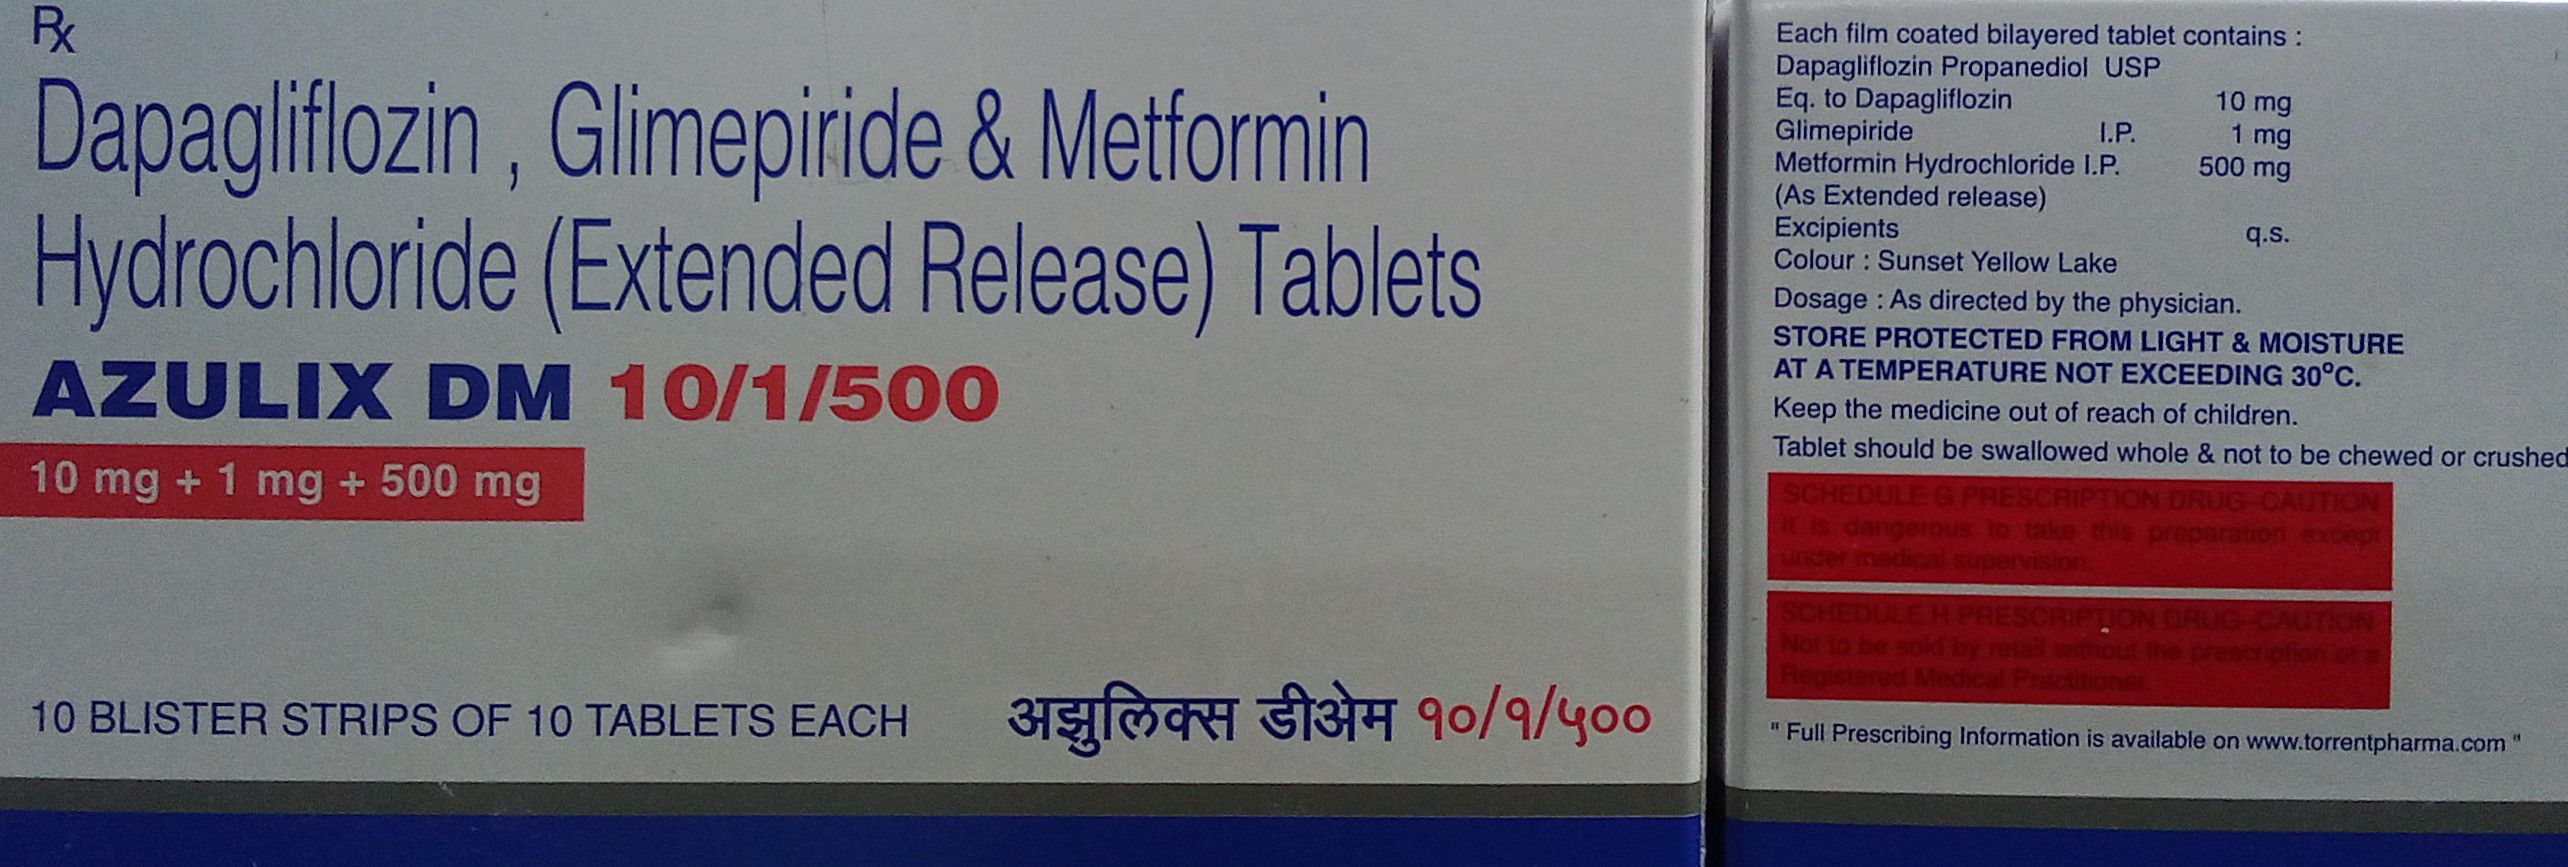 Rx
Dapagliflozin , Glimepiride & Metformin
Hydrochloride (Extended Release) Tablets
AZULIX DM 10/1/500
10 mg + 1 mg + 500 mg
10 BLISTER STRIPS OF 10 TABLETS EACH
अझुलिक्स डीअेम १०/१/५००
Each film coated bilayered tablet contains :
Dapagliflozin Propanediol USP
Eq. to Dapagliflozin 10 mg
Glimepiride I.P. 1 mg
Metformin Hydrochloride I.P. 500 mg
(As Extended release)
Excipients q.s.
Colour : Sunset Yellow Lake
Dosage : As directed by the physician.
STORE PROTECTED FROM LIGHT & MOISTURE
AT A TEMPERATURE NOT EXCEEDING 30°C.
Keep the medicine out of reach of children.
Tablet should be swallowed whole & not to be chewed or crushed
SCHEDULE G PRESCRIPTION DRUG–CAUTION
It is dangerous to take this preparation except
under medical supervision.
SCHEDULE H PRESCRIPTION DRUG–CAUTION
Not to be sold by retail without the prescription of a
Registered Medical Practitioner.
" Full Prescribing Information is available on www.torrentpharma.com "